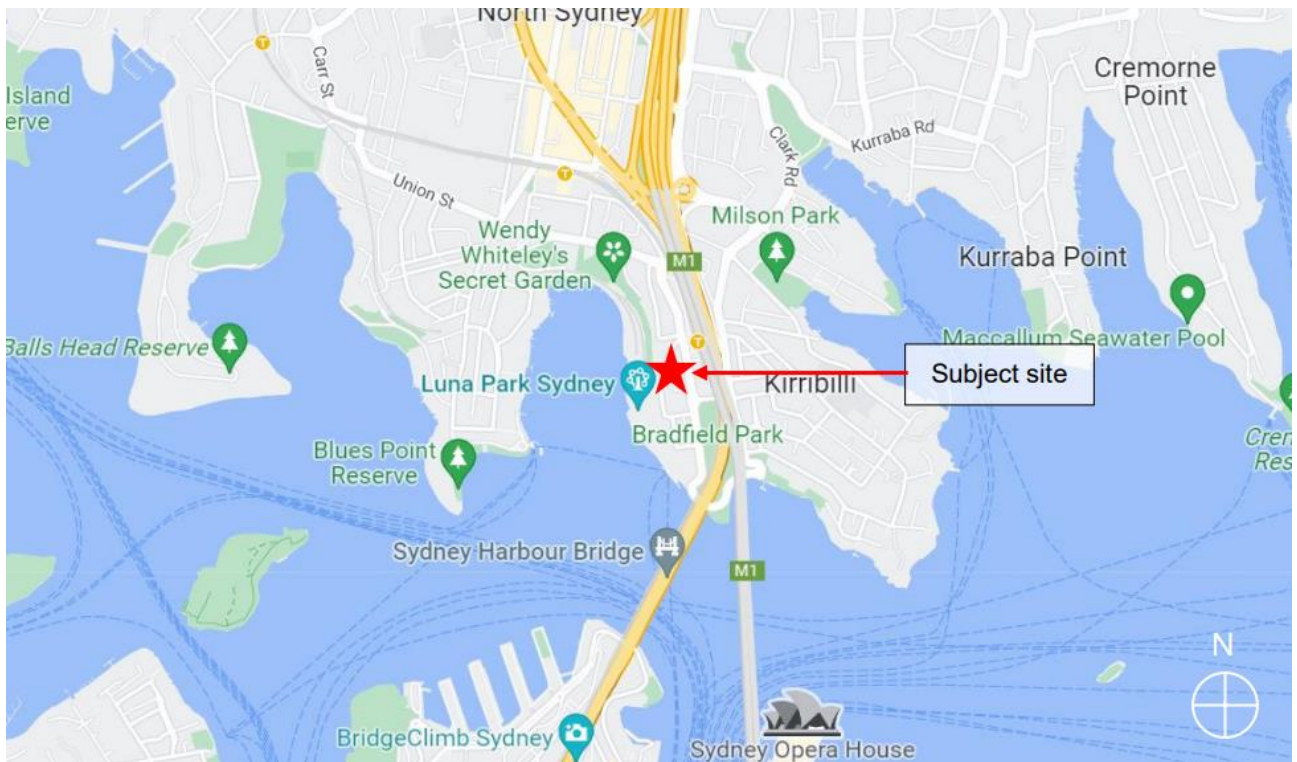 North Sydney
Carr St
Island
erve
Cremorne
Point
Clark Rd
Kurraba Rd
T
T
Union St
Milson Park
Wendy
Whiteley's
Secret Garden
M1
Kurraba Point
T
Balls Head Reserve
Maccallum Seawater Pool
Luna Park Sydney
Kirribilli
Subject site
Bradfield Park
Blues Point
Reserve
Crem
Res
Sydney Harbour Bridge
M1
N
BridgeClimb Sydney
Sydney Opera House